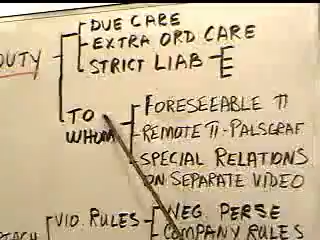 DUTY
DUE CARE
EXTRA ORD CARE
STRICT LIAB
TO WHOM
FORESEEABLE π
REMOTE π - PALSGRAF
SPECIAL RELATIONS
ON SEPARATE VIDEO
VIO RULES
NEG PERSE
COMPANY RULES